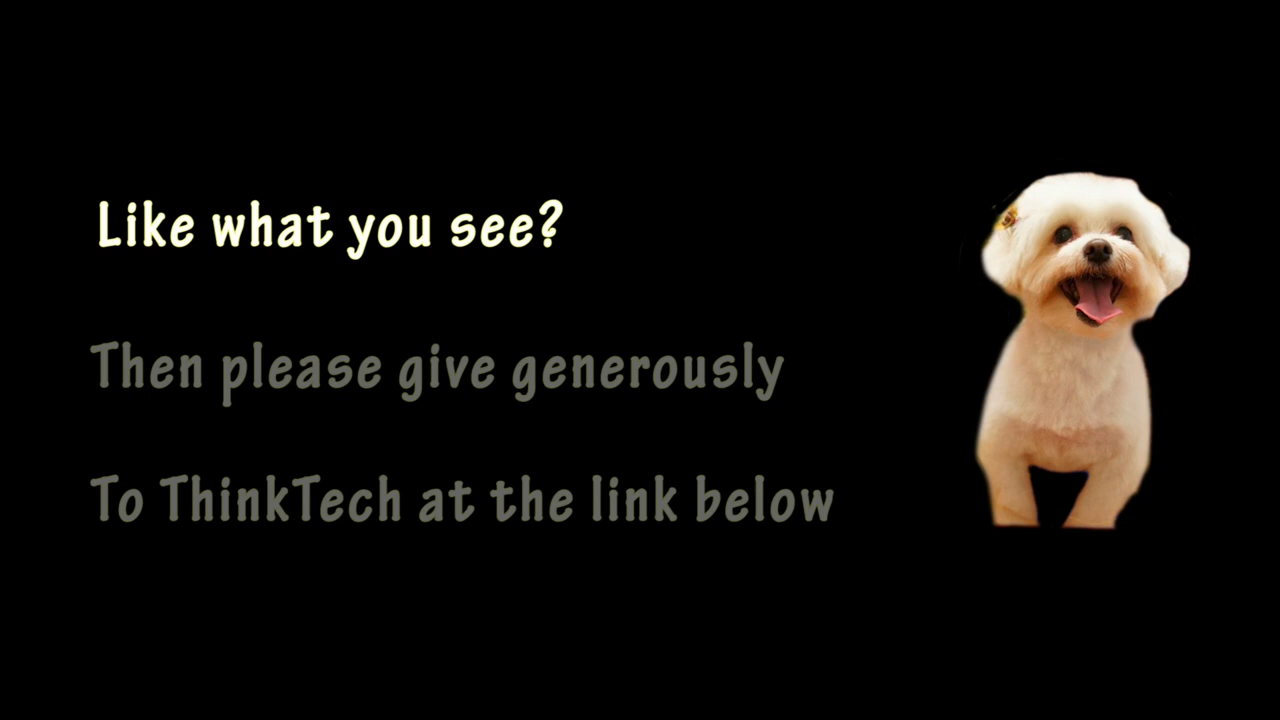 Like what you see?
Then please give generously
To ThinkTech at the link below